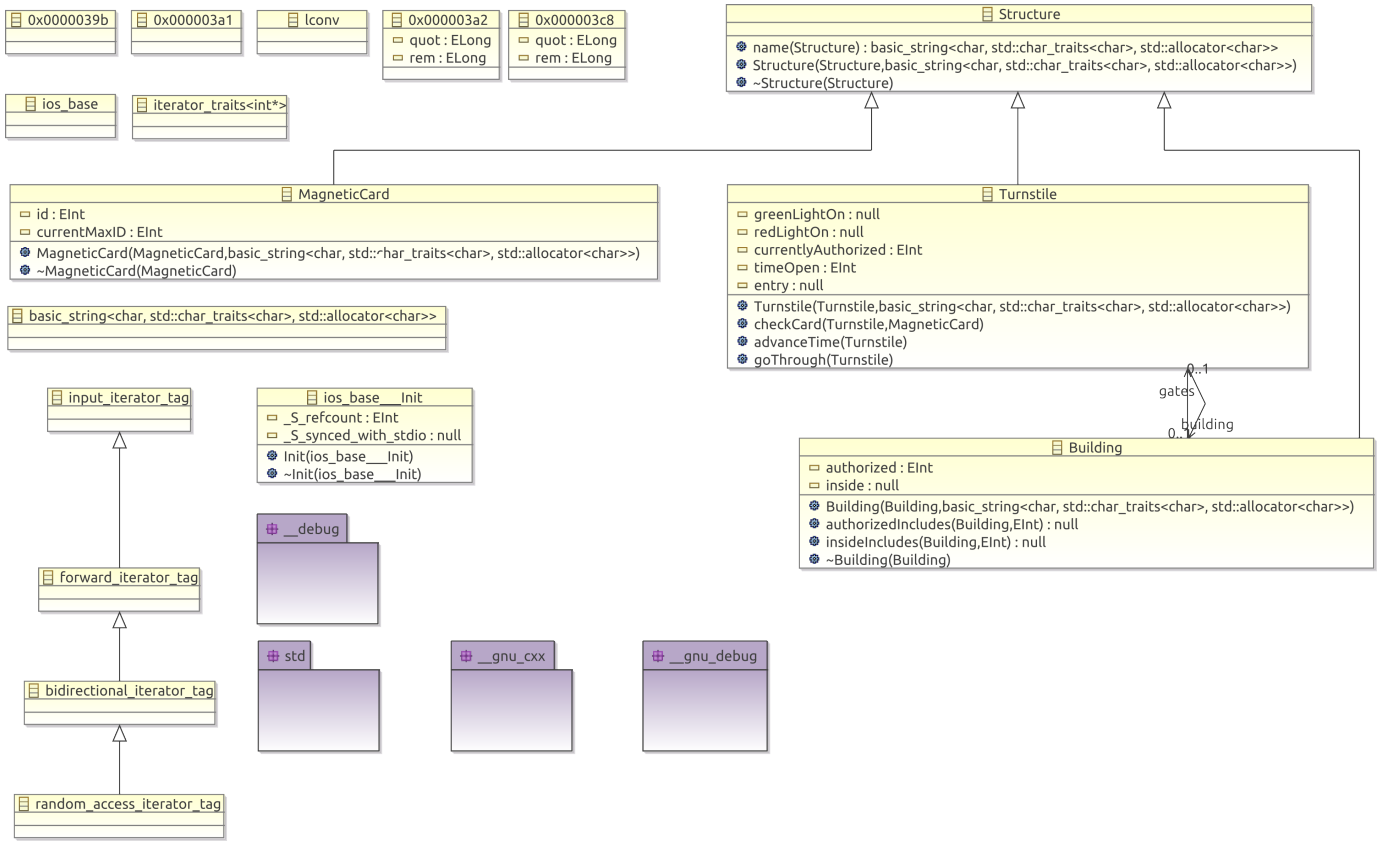 0x0000039b
0x000003a1
lconv
0x000003a2
quot : ELong
rem : ELong
0x000003c8
quot : ELong
rem : ELong
Structure
name(Structure) : basic_string<char, std::char_traits<char>, std::allocator<char>>
Structure(Structure,basic_string<char, std::char_traits<char>, std::allocator<char>>)
~Structure(Structure)
ios_base
iterator_traits<int*>
MagneticCard
id : EInt
currentMaxID : EInt
MagneticCard(MagneticCard,basic_string<char, std::char_traits<char>, std::allocator<char>>)
~MagneticCard(MagneticCard)
Turnstile
greenLightOn : null
redLightOn : null
currentlyAuthorized : EInt
timeOpen : EInt
entry : null
Turnstile(Turnstile,basic_string<char, std::char_traits<char>, std::allocator<char>>)
checkCard(Turnstile,MagneticCard)
advanceTime(Turnstile)
goThrough(Turnstile)
basic_string<char, std::char_traits<char>, std::allocator<char>>
0..1
gates
building
0..1
input_iterator_tag
ios_base___Init
_S_refcount : EInt
_S_synced_with_stdio : null
Init(ios_base___Init)
~Init(ios_base___Init)
Building
authorized : EInt
inside : null
Building(Building,basic_string<char, std::char_traits<char>, std::allocator<char>>)
authorizedIncludes(Building,EInt) : null
insideIncludes(Building,EInt) : null
~Building(Building)
__debug
forward_iterator_tag
std
__gnu_cxx
__gnu_debug
bidirectional_iterator_tag
random_access_iterator_tag